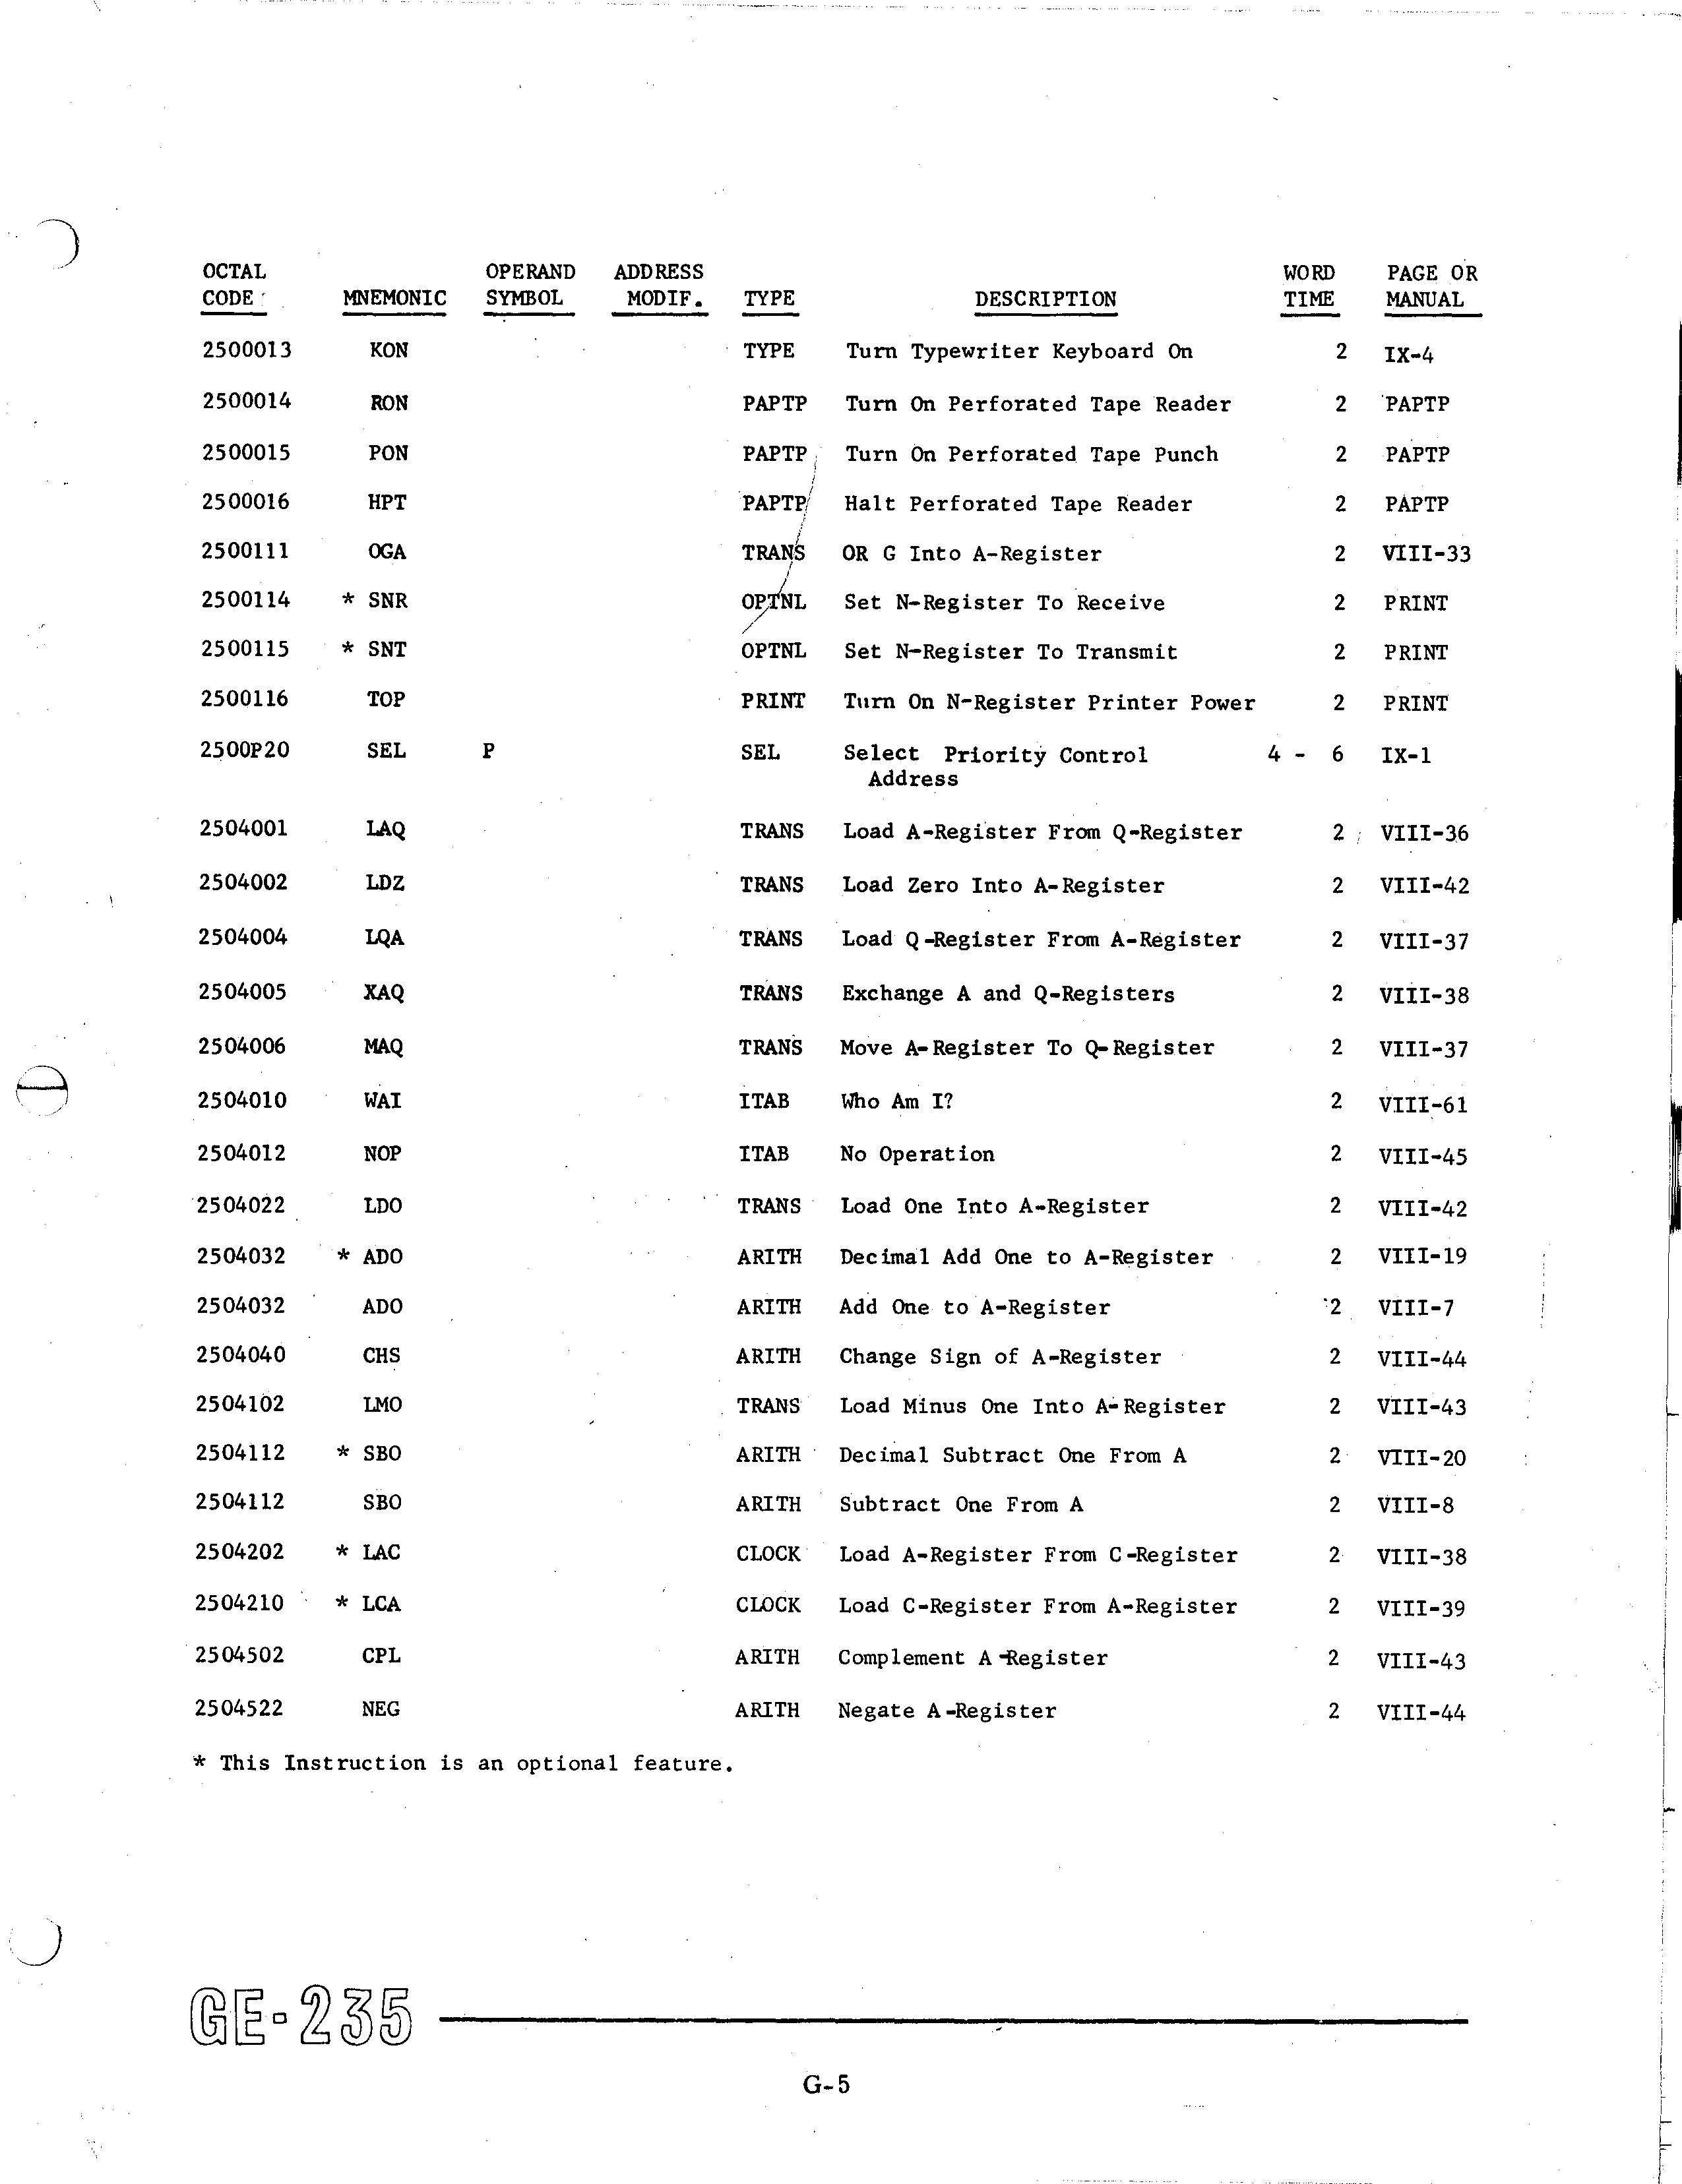 OCTAL OPERAND ADDRESS WORD PAGE OR
CODE MNEMONIC SYMBOL MODIF. TYPE DESCRIPTION TIME MANUAL
2500013 KON TYPE Turn Typewriter Keyboard On 2 IX-4
2500014 RON PAPTP Turn On Perforated Tape Reader 2 PAPTP
2500015 PON PAPTP Turn On Perforated Tape Punch 2 PAPTP
2500016 HPT PAPTP Halt Perforated Tape Reader 2 PAPTP
2500111 OGA TRANS OR G Into A-Register 2 VIII-33
2500114 * SNR OPTNL Set N-Register To Receive 2 PRINT
2500115 * SNT OPTNL Set N-Register To Transmit 2 PRINT
2500116 TOP PRINT Turn On N-Register Printer Power 2 PRINT
2500P20 SEL P SEL Select Priority Control 4 - 6 IX-1
Address
2504001 LAQ TRANS Load A-Register From Q-Register 2 VIII-36
2504002 LDZ TRANS Load Zero Into A-Register 2 VIII-42
2504004 LQA TRANS Load Q-Register From A-Register 2 VIII-37
2504005 XAQ TRANS Exchange A and Q-Registers 2 VIII-38
2504006 MAQ TRANS Move A-Register To Q-Register 2 VIII-37
2504010 WAI ITAB Who Am I? 2 VIII-61
2504012 NOP ITAB No Operation 2 VIII-45
2504022 LDO TRANS Load One Into A-Register 2 VIII-42
2504032 * ADO ARITH Decimal Add One to A-Register 2 VIII-19
2504032 ADO ARITH Add One to A-Register 2 VIII-7
2504040 CHS ARITH Change Sign of A-Register 2 VIII-44
2504102 LMO TRANS Load Minus One Into A-Register 2 VIII-43
2504112 * SBO ARITH Decimal Subtract One From A 2 VIII-20
2504112 SBO ARITH Subtract One From A 2 VIII-8
2504202 * LAC CLOCK Load A-Register From C-Register 2 VIII-38
2504210 * LCA CLOCK Load C-Register From A-Register 2 VIII-39
2504502 CPL ARITH Complement A-Register 2 VIII-43
2504522 NEG ARITH Negate A-Register 2 VIII-44
* This Instruction is an optional feature.
GE-235
G-5